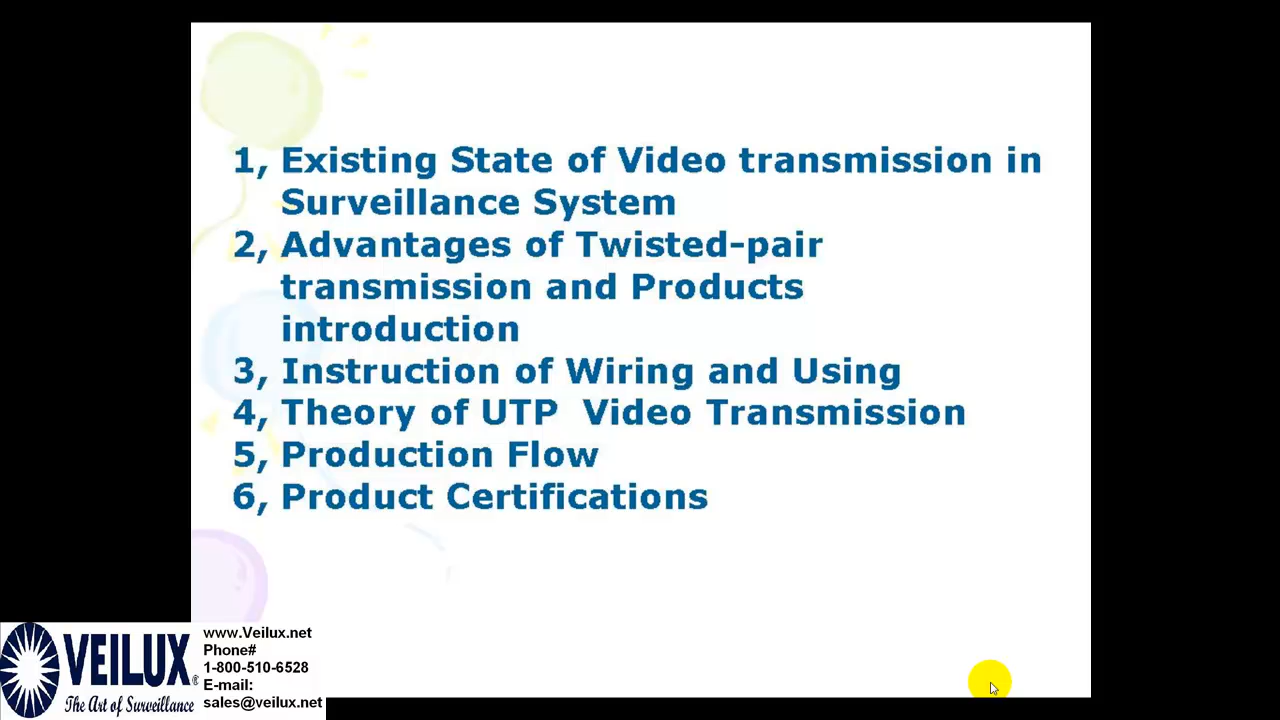 1, Existing State of Video transmission in
Surveillance System
2, Advantages of Twisted-pair
transmission and Products
introduction
3, Instruction of Wiring and Using
4, Theory of UTP Video Transmission
5, Production Flow
6, Product Certifications
VEILUX®
The Art of Surveillance
www.Veilux.net
Phone#
1-800-510-6528
E-mail:
sales@veilux.net